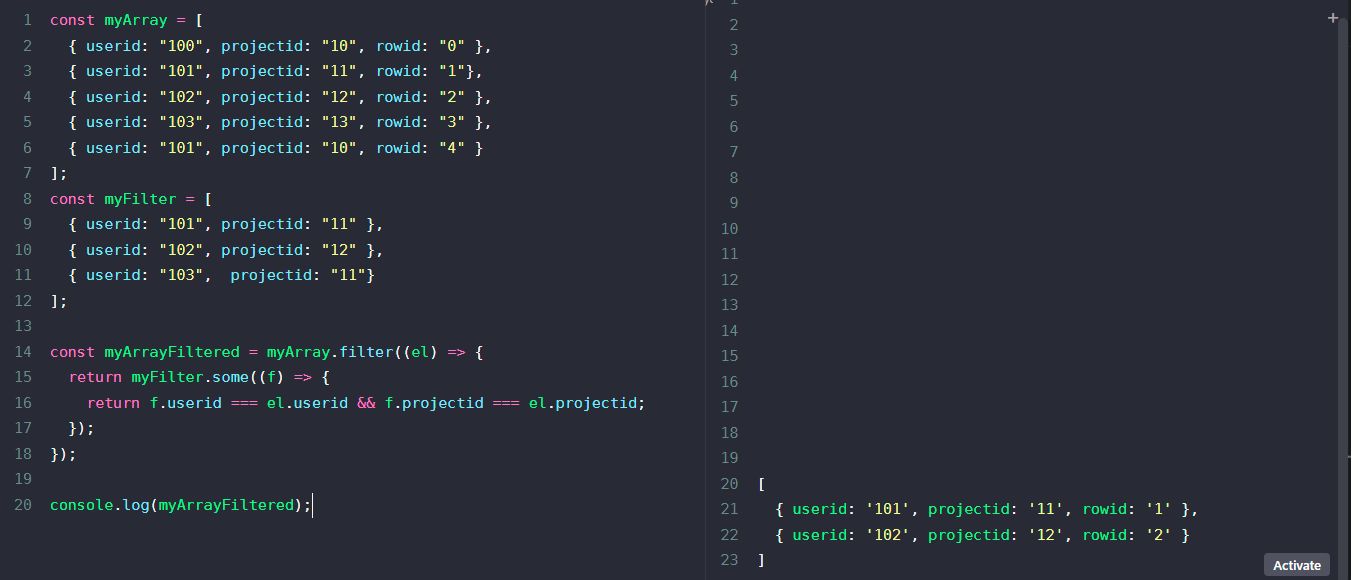 1 const myArray = [
2   { userid: "100", projectid: "10", rowid: "0" },
3   { userid: "101", projectid: "11", rowid: "1"},
4   { userid: "102", projectid: "12", rowid: "2" },
5   { userid: "103", projectid: "13", rowid: "3" },
6   { userid: "101", projectid: "10", rowid: "4" }
7 ];
8 const myFilter = [
9   { userid: "101", projectid: "11" },
10   { userid: "102", projectid: "12" },
11   { userid: "103",  projectid: "11"}
12 ];
13
14 const myArrayFiltered = myArray.filter((el) => {
15   return myFilter.some((f) => {
16     return f.userid === el.userid && f.projectid === el.projectid;
17   });
18 });
19
20 console.log(myArrayFiltered);
1
2
+
3
4
5
6
7
8
9
10
11
12
13
14
15
16
17
18
19
20 [
21   { userid: '101', projectid: '11', rowid: '1' },
22   { userid: '102', projectid: '12', rowid: '2' }
23 ]
Activate